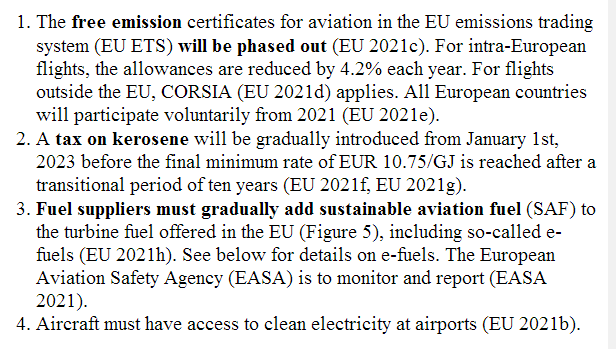 1. The free emission certificates for aviation in the EU emissions trading
system (EU ETS) will be phased out (EU 2021c). For intra-European
flights, the allowances are reduced by 4.2% each year. For flights
outside the EU, CORSIA (EU 2021d) applies. All European countries
will participate voluntarily from 2021 (EU 2021e).
2. A tax on kerosene will be gradually introduced from January 1st,
2023 before the final minimum rate of EUR 10.75/GJ is reached after a
transitional period of ten years (EU 2021f, EU 2021g).
3. Fuel suppliers must gradually add sustainable aviation fuel (SAF) to
the turbine fuel offered in the EU (Figure 5), including so-called e-
fuels (EU 2021h). See below for details on e-fuels. The European
Aviation Safety Agency (EASA) is to monitor and report (EASA
2021).
4. Aircraft must have access to clean electricity at airports (EU 2021b).